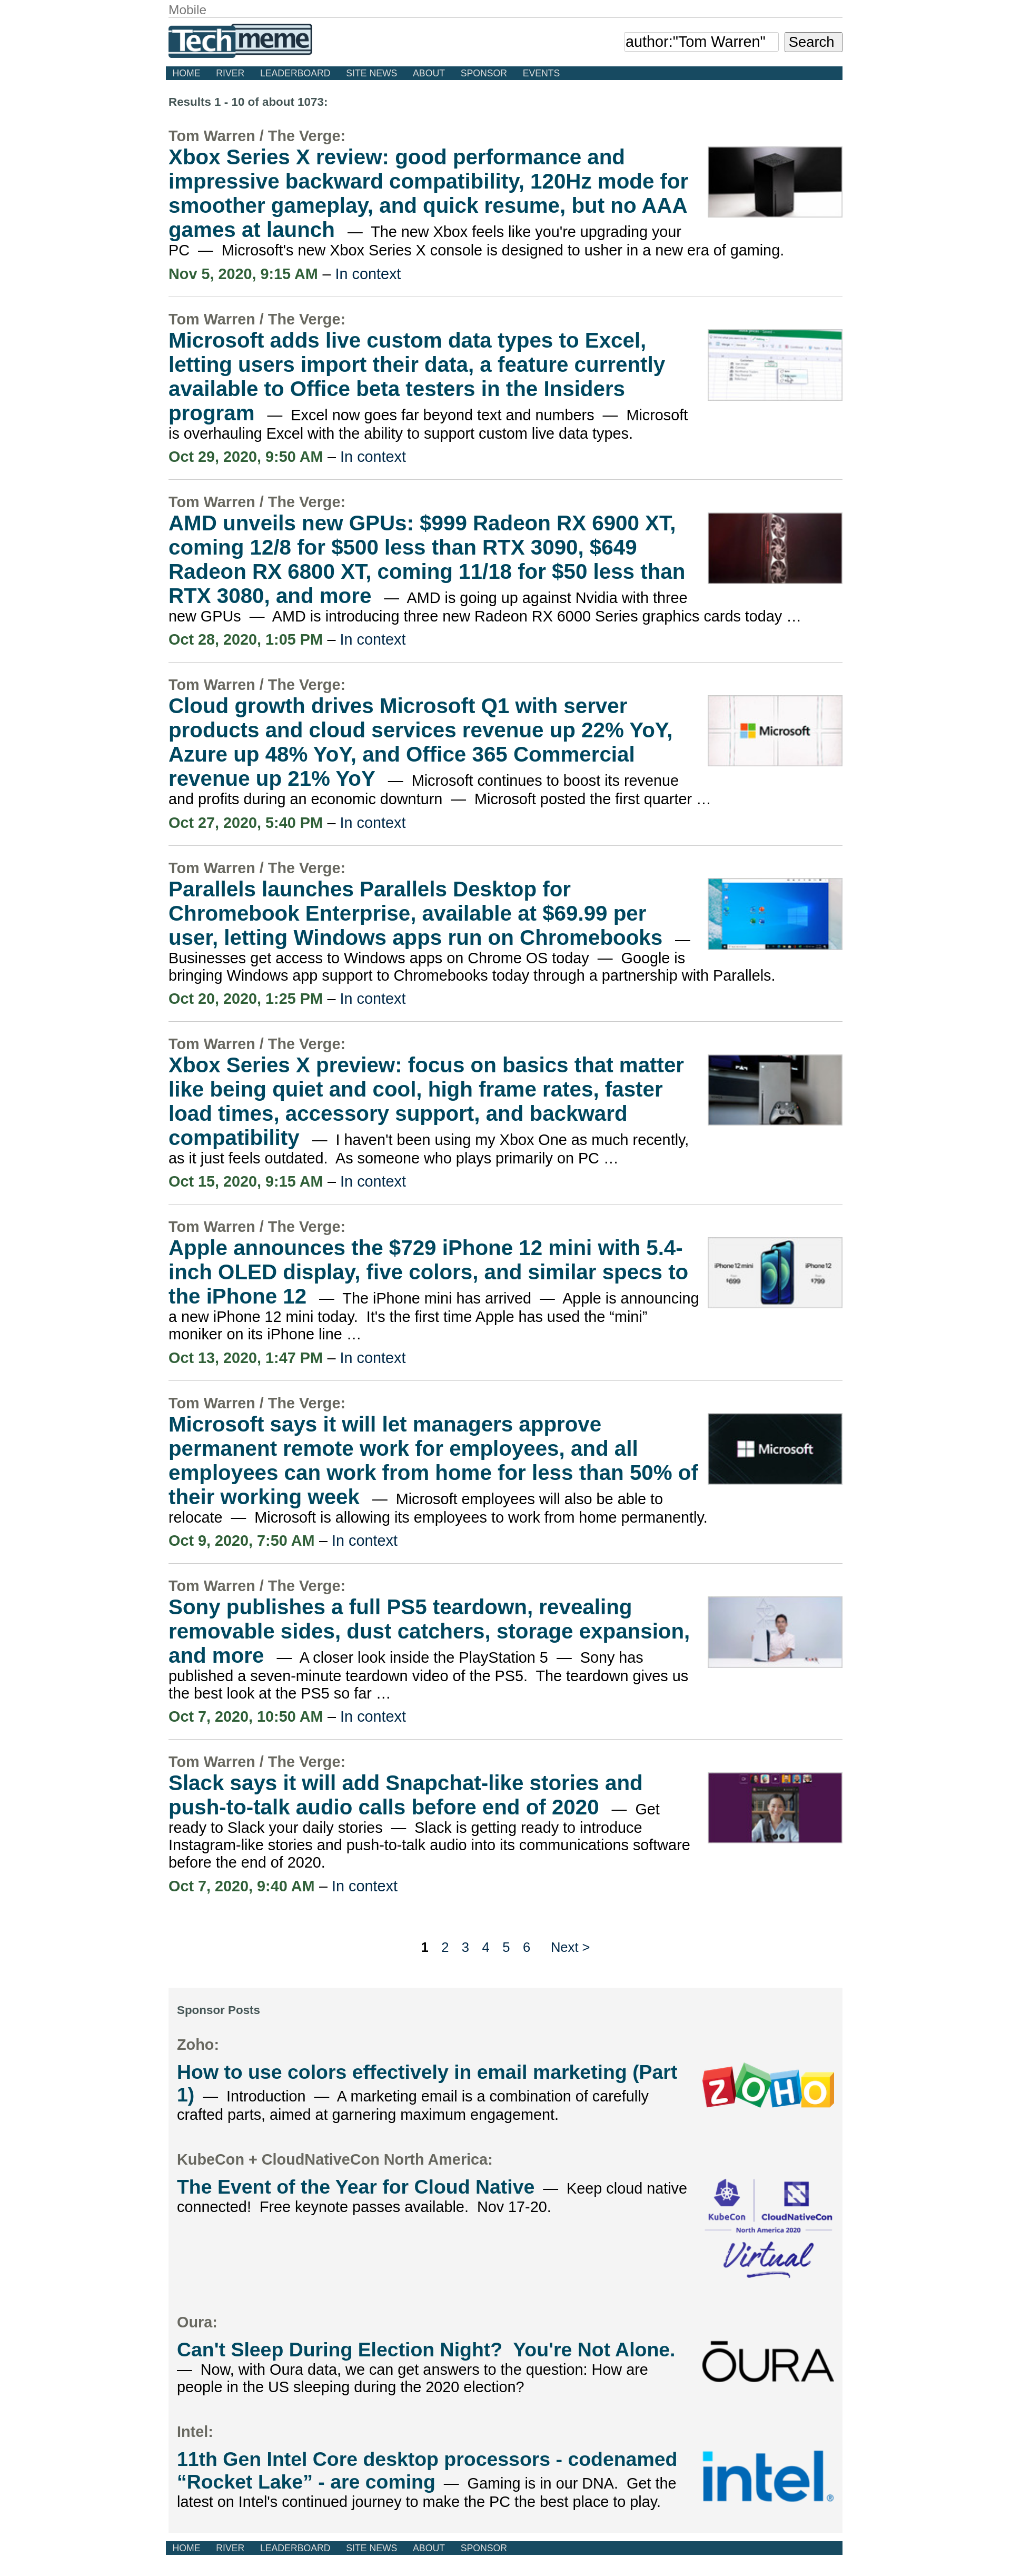 Mobile
Techmeme
author:"Tom Warren"
Search
HOME RIVER LEADERBOARD SITE NEWS ABOUT SPONSOR EVENTS
Results 1 - 10 of about 1073:
Tom Warren / The Verge:
Xbox Series X review: good performance and
impressive backward compatibility, 120Hz mode for
smoother gameplay, and quick resume, but no AAA
games at launch — The new Xbox feels like you're upgrading your
PC — Microsoft's new Xbox Series X console is designed to usher in a new era of gaming.
Nov 5, 2020, 9:15 AM – In context
Tom Warren / The Verge:
Microsoft adds live custom data types to Excel,
letting users import their data, a feature currently
available to Office beta testers in the Insiders
program — Excel now goes far beyond text and numbers — Microsoft
is overhauling Excel with the ability to support custom live data types.
Oct 29, 2020, 9:50 AM – In context
Tom Warren / The Verge:
AMD unveils new GPUs: $999 Radeon RX 6900 XT,
coming 12/8 for $500 less than RTX 3090, $649
Radeon RX 6800 XT, coming 11/18 for $50 less than
RTX 3080, and more — AMD is going up against Nvidia with three
new GPUs — AMD is introducing three new Radeon RX 6000 Series graphics cards today …
Oct 28, 2020, 1:05 PM – In context
Tom Warren / The Verge:
Cloud growth drives Microsoft Q1 with server
products and cloud services revenue up 22% YoY,
Azure up 48% YoY, and Office 365 Commercial
revenue up 21% YoY — Microsoft continues to boost its revenue
and profits during an economic downturn — Microsoft posted the first quarter …
Microsoft
Oct 27, 2020, 5:40 PM – In context
Tom Warren / The Verge:
Parallels launches Parallels Desktop for
Chromebook Enterprise, available at $69.99 per
user, letting Windows apps run on Chromebooks —
Businesses get access to Windows apps on Chrome OS today — Google is
bringing Windows app support to Chromebooks today through a partnership with Parallels.
Oct 20, 2020, 1:25 PM – In context
Tom Warren / The Verge:
Xbox Series X preview: focus on basics that matter
like being quiet and cool, high frame rates, faster
load times, accessory support, and backward
compatibility — I haven't been using my Xbox One as much recently,
as it just feels outdated. As someone who plays primarily on PC …
Oct 15, 2020, 9:15 AM – In context
Tom Warren / The Verge:
Apple announces the $729 iPhone 12 mini with 5.4-
inch OLED display, five colors, and similar specs to
the iPhone 12 — The iPhone mini has arrived — Apple is announcing
a new iPhone 12 mini today. It's the first time Apple has used the “mini”
moniker on its iPhone line …
iPhone 12 mini
$699
iPhone 12
$799
Oct 13, 2020, 1:47 PM – In context
Tom Warren / The Verge:
Microsoft says it will let managers approve
permanent remote work for employees, and all
employees can work from home for less than 50% of
their working week — Microsoft employees will also be able to
relocate — Microsoft is allowing its employees to work from home permanently.
Microsoft
Oct 9, 2020, 7:50 AM – In context
Tom Warren / The Verge:
Sony publishes a full PS5 teardown, revealing
removable sides, dust catchers, storage expansion,
and more — A closer look inside the PlayStation 5 — Sony has
published a seven-minute teardown video of the PS5. The teardown gives us
the best look at the PS5 so far …
Oct 7, 2020, 10:50 AM – In context
Tom Warren / The Verge:
Slack says it will add Snapchat-like stories and
push-to-talk audio calls before end of 2020 — Get
ready to Slack your daily stories — Slack is getting ready to introduce
Instagram-like stories and push-to-talk audio into its communications software
before the end of 2020.
Oct 7, 2020, 9:40 AM – In context
1 2 3 4 5 6 Next >
Sponsor Posts
Zoho:
How to use colors effectively in email marketing (Part
1) — Introduction — A marketing email is a combination of carefully
crafted parts, aimed at garnering maximum engagement.
ZOHO
KubeCon + CloudNativeCon North America:
The Event of the Year for Cloud Native — Keep cloud native
connected! Free keynote passes available. Nov 17-20.
KubeCon CloudNativeCon
North America 2020
Virtual
Oura:
Can't Sleep During Election Night? You're Not Alone.
— Now, with Oura data, we can get answers to the question: How are
people in the US sleeping during the 2020 election?
ŌURA
Intel:
11th Gen Intel Core desktop processors - codenamed
“Rocket Lake” - are coming — Gaming is in our DNA. Get the
latest on Intel's continued journey to make the PC the best place to play.
intel.®
HOME RIVER LEADERBOARD SITE NEWS ABOUT SPONSOR